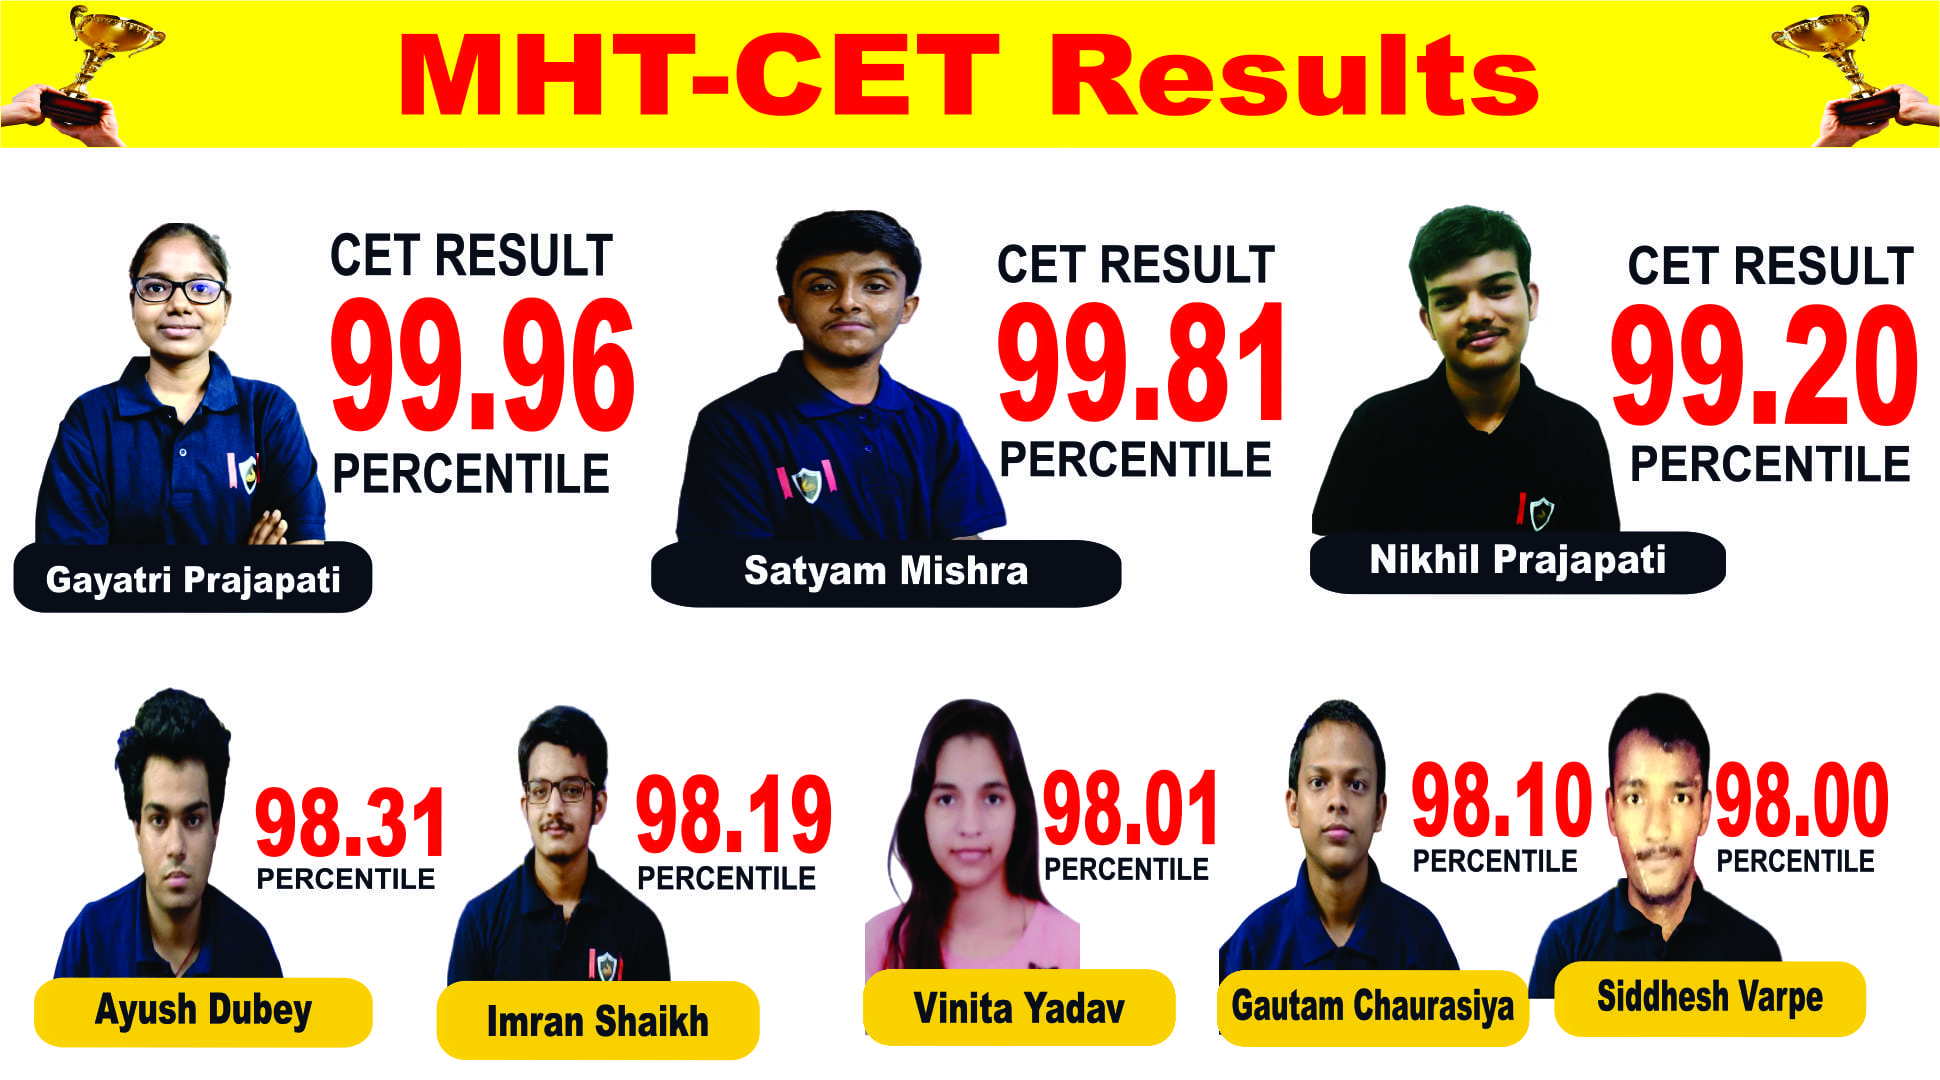 MHT-CET Results
CET RESULT
99.96
PERCENTILE
Gayatri Prajapati
CET RESULT
99.81
PERCENTILE
Satyam Mishra
CET RESULT
99.20
PERCENTILE
Nikhil Prajapati
98.31
PERCENTILE
Ayush Dubey
98.19
PERCENTILE
Imran Shaikh
98.01
PERCENTILE
Vinita Yadav
98.10
PERCENTILE
Gautam Chaurasiya
98.00
PERCENTILE
Siddhesh Varpe